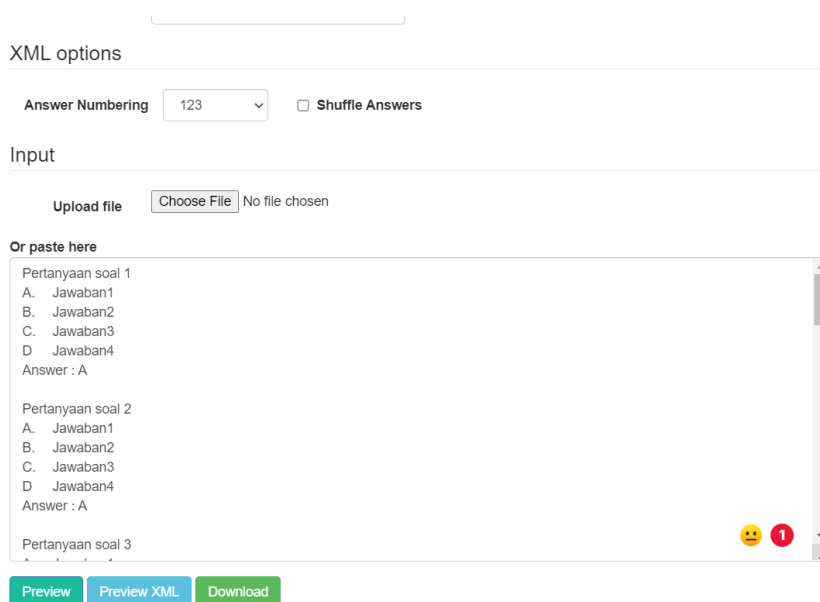 XML options
Answer Numbering 123 Shuffle Answers
Input
Upload file Choose File No file chosen
Or paste here
Pertanyaan soal 1
A. Jawaban1
B. Jawaban2
C. Jawaban3
D Jawaban4
Answer : A
Pertanyaan soal 2
A. Jawaban1
B. Jawaban2
C. Jawaban3
D Jawaban4
Answer : A
Pertanyaan soal 3
1
Preview Preview XML Download